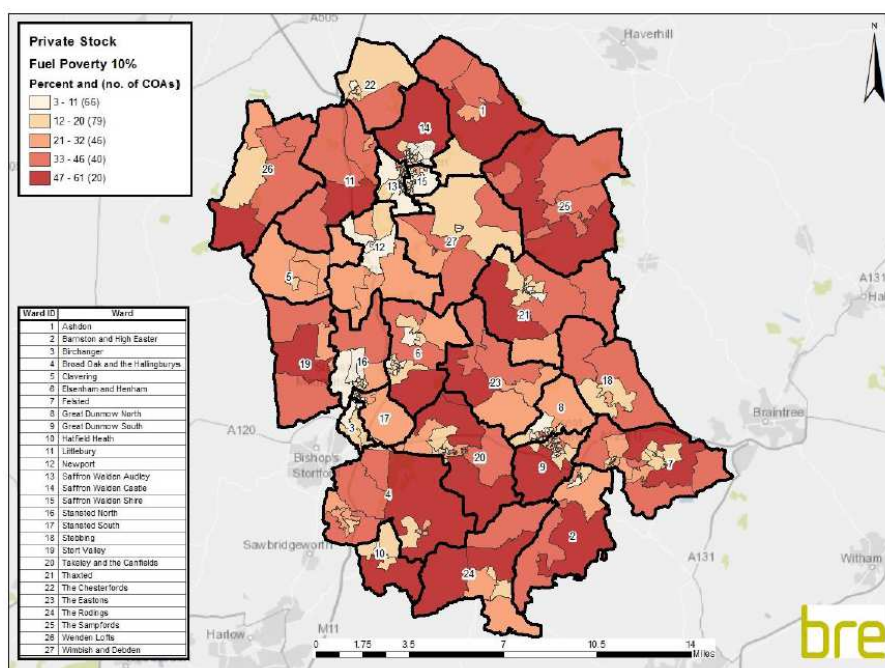 Private Stock
Fuel Poverty 10%
Percent and (no. of COAs)
3 - 11 (66)
12 - 20 (79)
21 - 32 (46)
33 - 46 (40)
47 - 61 (20)
A505
Haverhill
N
22
1
14
26
11
13
15
25
27
12
5
A131
21
19
16
6
23
18
8
A120
3
17
Braintree
Bishop's
Stortford
20
9
7
4
Sawbridgeworth
10
2
A131
Witham
24
Harlow
M11
Ward ID Ward
1 Ashdon
2 Barnston and High Easter
3 Birchanger
4 Broad Oak and the Hallingburys
5 Clavering
6 Elsenham and Henham
7 Felsted
8 Great Dunmow North
9 Great Dunmow South
10 Hatfield Heath
11 Littlebury
12 Newport
13 Saffron Walden Audley
14 Saffron Walden Castle
15 Saffron Walden Shire
16 Stansted North
17 Stansted South
18 Stebbing
19 Stort Valley
20 Takeley and the Canfields
21 Thaxted
22 The Chesterfords
23 The Eastons
24 The Rodings
25 The Sampfords
26 Wenden Lofts
27 Wimbish and Debden
0 1.75 3.5 7 10.5 14
Miles
bre